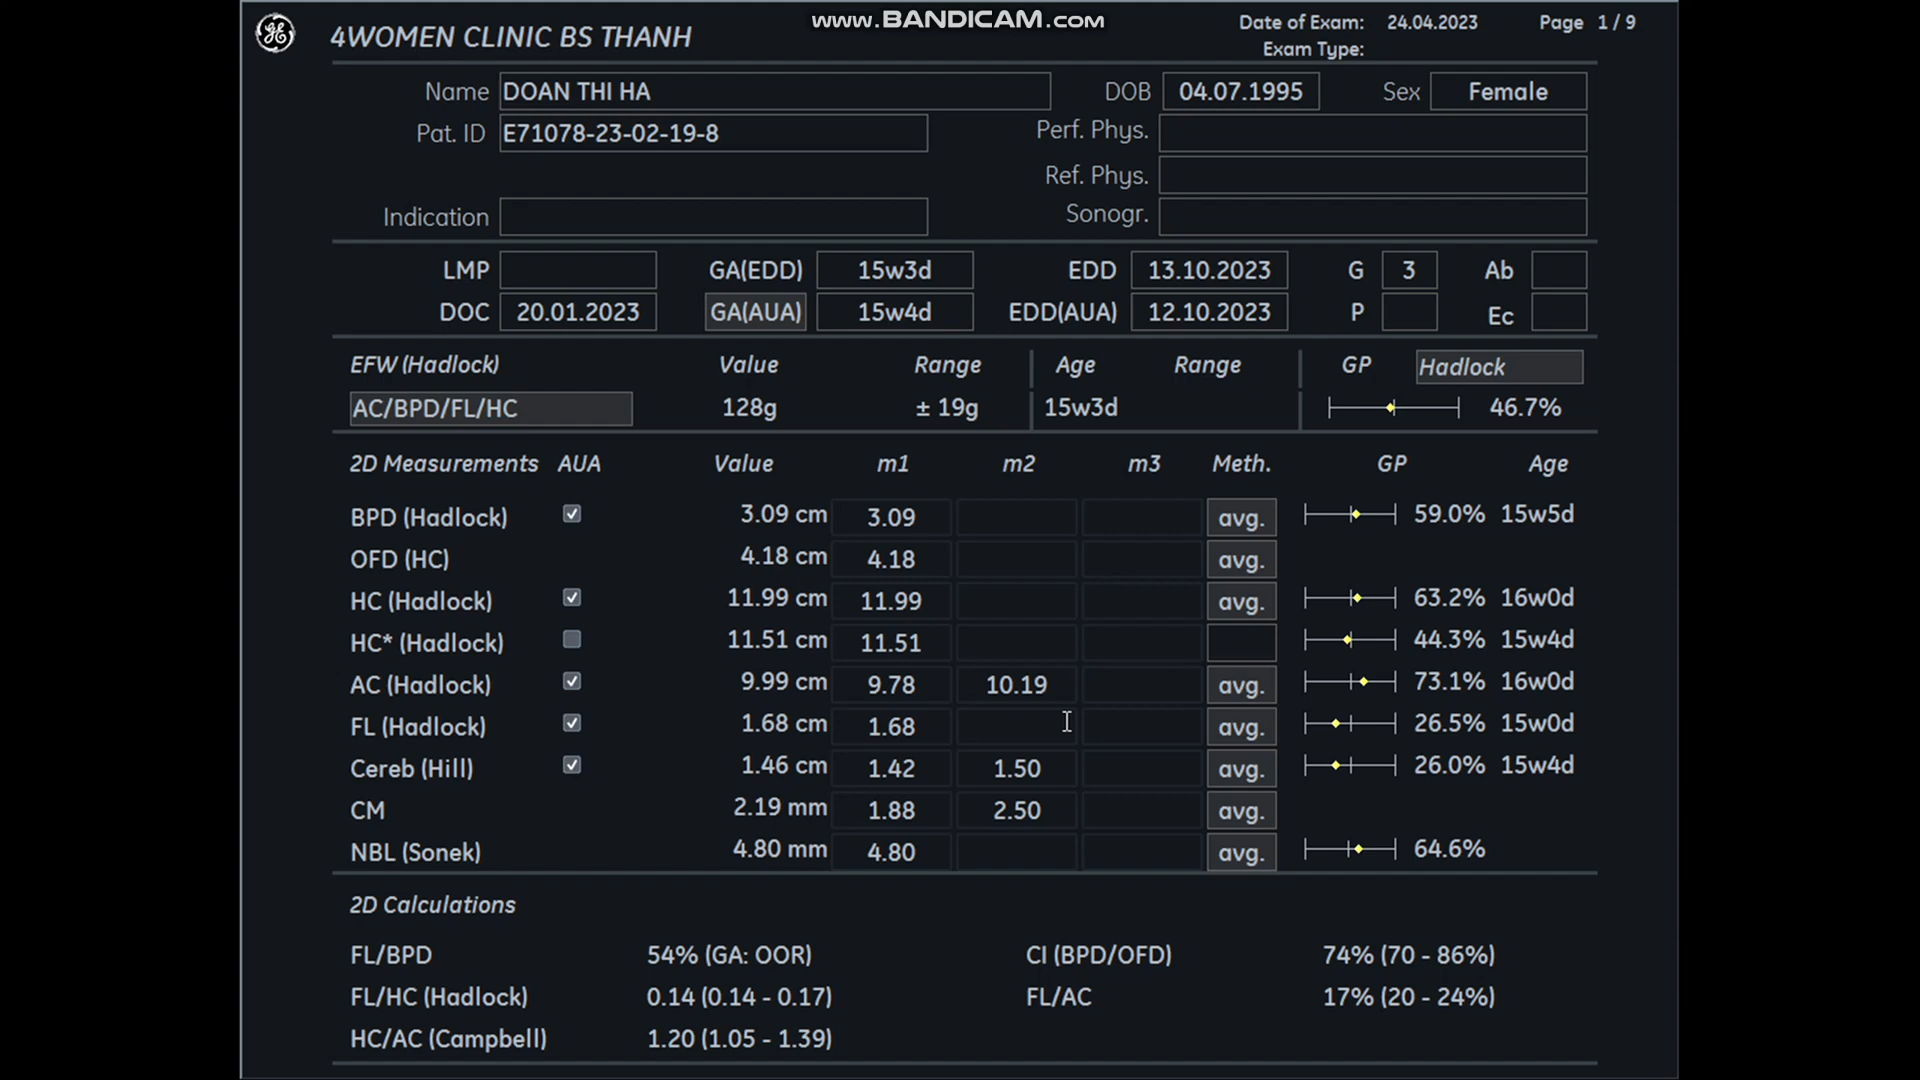 www.BANDICAM.com
4WOMEN CLINIC BS THANH
Date of Exam: 24.04.2023 Page 1 / 9
Exam Type:
Name DOAN THI HA DOB 04.07.1995 Sex Female
Pat. ID E71078-23-02-19-8 Perf. Phys.
Ref. Phys.
Indication Sonogr.
LMP GA(EDD) 15w3d EDD 13.10.2023 G 3 Ab
DOC 20.01.2023 GA(AUA) 15w4d EDD(AUA) 12.10.2023 P Ec
EFW (Hadlock) Value Range Age Range GP Hadlock
AC/BPD/FL/HC 128g ± 19g 15w3d 46.7%
2D Measurements AUA Value m1 m2 m3 Meth. GP Age
BPD (Hadlock) 3.09 cm 3.09 avg. 59.0% 15w5d
OFD (HC) 4.18 cm 4.18 avg.
HC (Hadlock) 11.99 cm 11.99 avg. 63.2% 16w0d
HC* (Hadlock) 11.51 cm 11.51 44.3% 15w4d
AC (Hadlock) 9.99 cm 9.78 10.19 avg. 73.1% 16w0d
FL (Hadlock) 1.68 cm 1.68 avg. 26.5% 15w0d
Cereb (Hill) 1.46 cm 1.42 1.50 avg. 26.0% 15w4d
CM 2.19 mm 1.88 2.50 avg.
NBL (Sonek) 4.80 mm 4.80 avg. 64.6%
2D Calculations
FL/BPD 54% (GA: OOR) CI (BPD/OFD) 74% (70 - 86%)
FL/HC (Hadlock) 0.14 (0.14 - 0.17) FL/AC 17% (20 - 24%)
HC/AC (Campbell) 1.20 (1.05 - 1.39)